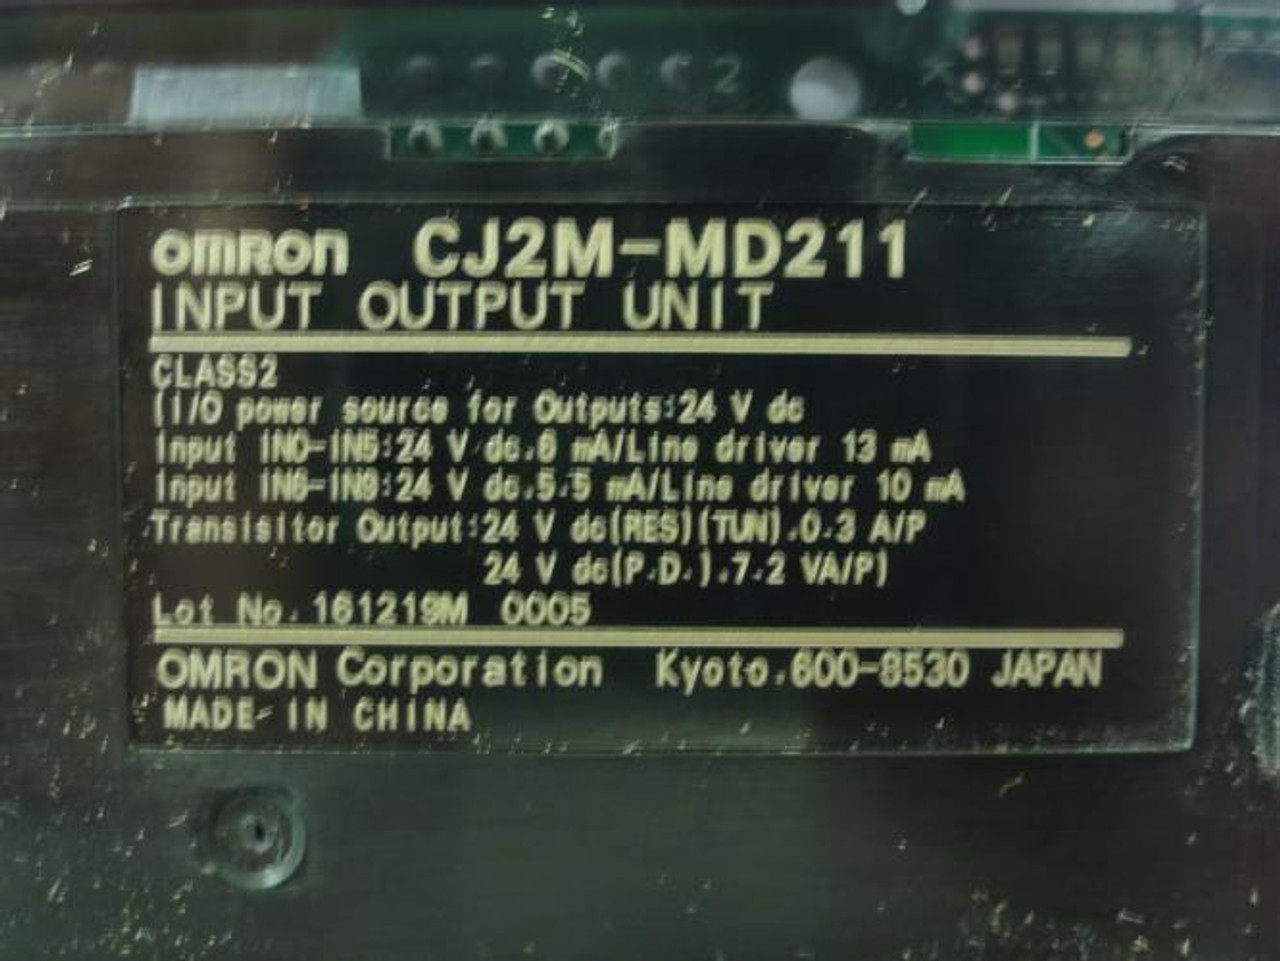 2
OMRON CJ2M-MD211
INPUT OUTPUT UNIT
CLASS2
(I/O power source for Outputs:24 V dc
Input IN0-IN5:24 V dc,6 mA/Line driver 13 mA
Input IN6-IN9:24 V dc,5.5 mA/Line driver 10 mA
Transisitor Output:24 V dc(RES)(TUN),0.3 A/P
24 V dc(P.D.),7.2 VA/P)
Lot No. 161219M 0005
OMRON Corporation Kyoto,600-8530 JAPAN
MADE IN CHINA